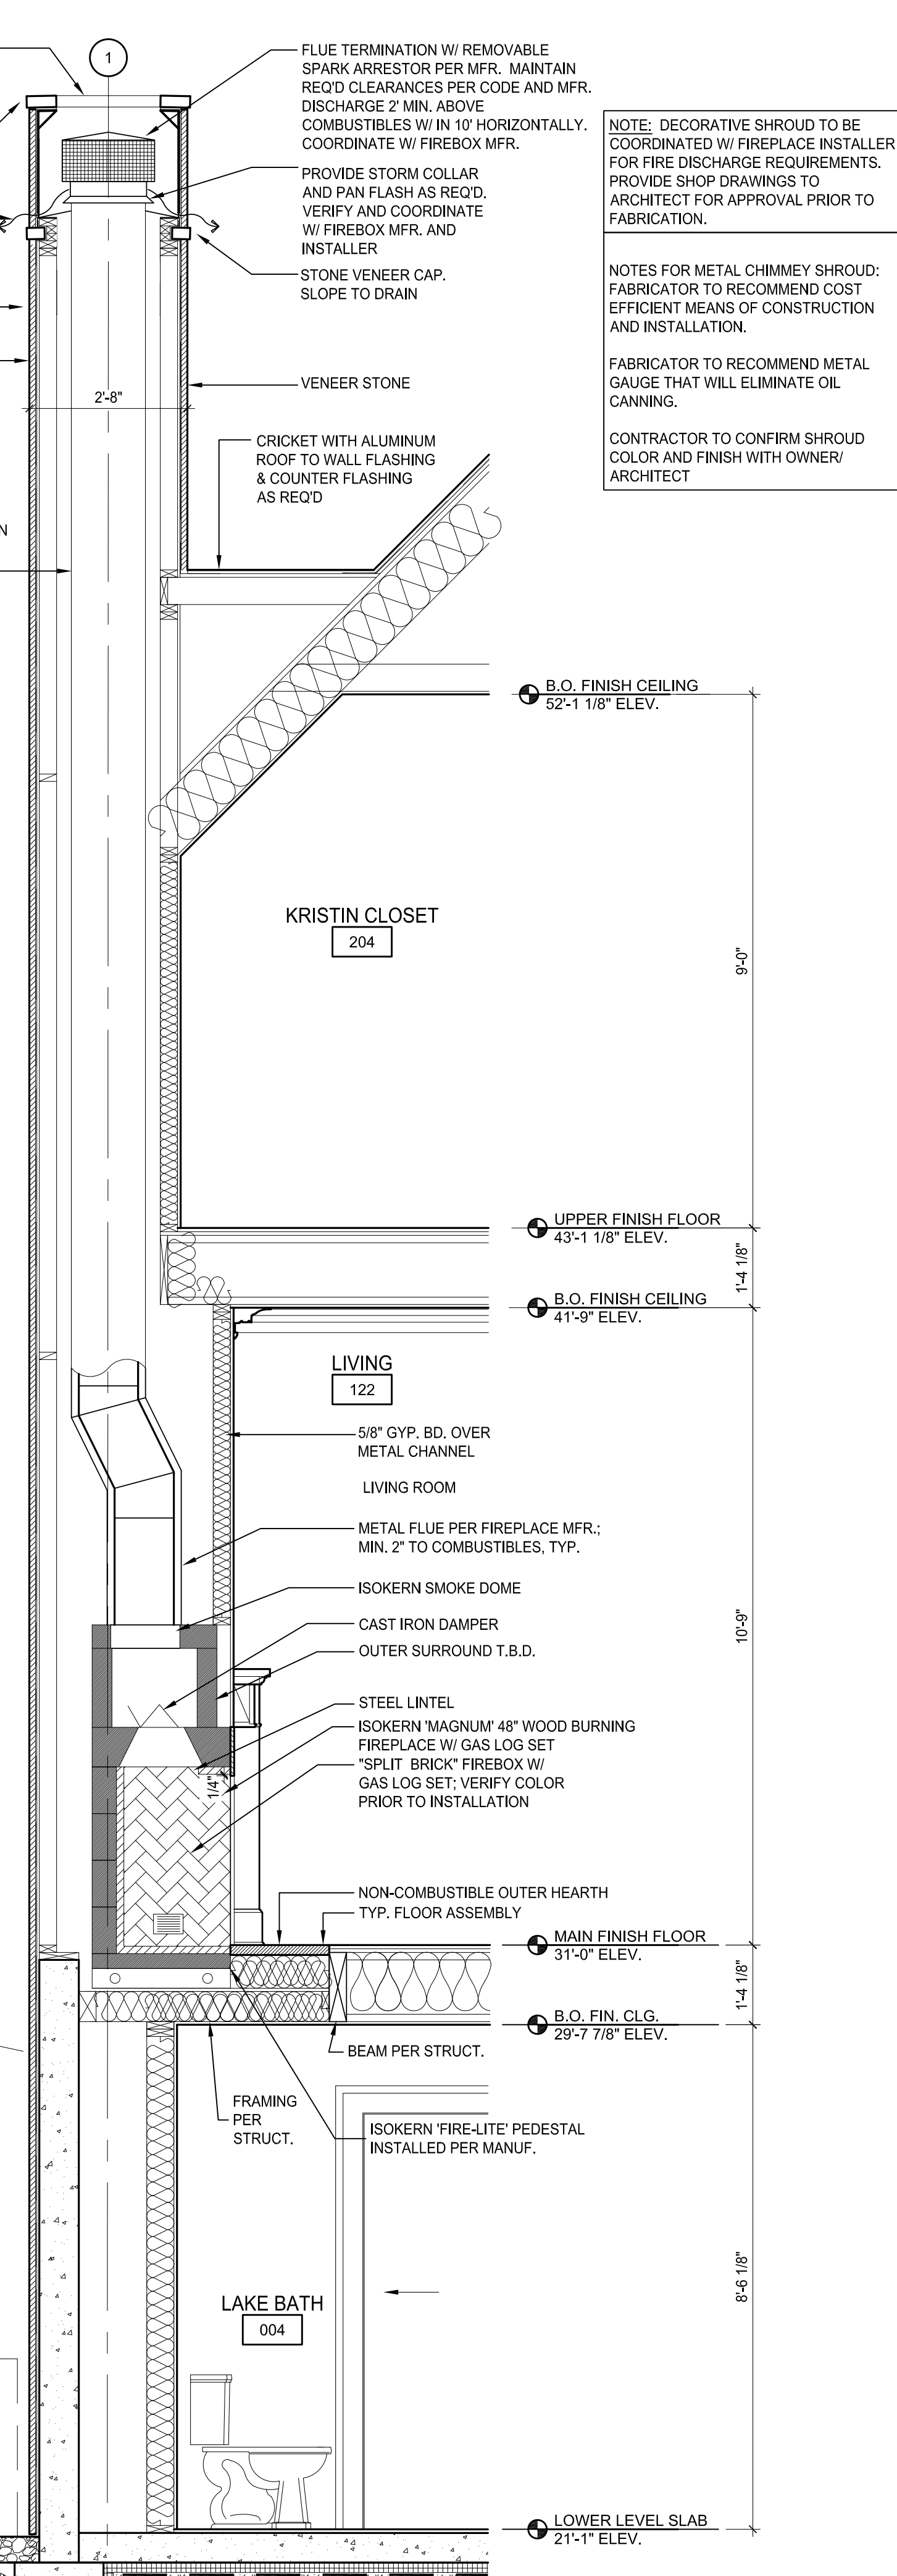 1
FLUE TERMINATION W/ REMOVABLE
SPARK ARRESTOR PER MFR. MAINTAIN
REQ'D CLEARANCES PER CODE AND MFR.
DISCHARGE 2' MIN. ABOVE
COMBUSTIBLES W/ IN 10' HORIZONTALLY.
COORDINATE W/ FIREBOX MFR.
NOTE: DECORATIVE SHROUD TO BE
COORDINATED W/ FIREPLACE INSTALLER
FOR FIRE DISCHARGE REQUIREMENTS.
PROVIDE SHOP DRAWINGS TO
ARCHITECT FOR APPROVAL PRIOR TO
FABRICATION.
PROVIDE STORM COLLAR
AND PAN FLASH AS REQ'D.
VERIFY AND COORDINATE
W/ FIREBOX MFR. AND
INSTALLER
STONE VENEER CAP.
SLOPE TO DRAIN
NOTES FOR METAL CHIMMEY SHROUD:
FABRICATOR TO RECOMMEND COST
EFFICIENT MEANS OF CONSTRUCTION
AND INSTALLATION.
FABRICATOR TO RECOMMEND METAL
GAUGE THAT WILL ELIMINATE OIL
CANNING.
CONTRACTOR TO CONFIRM SHROUD
COLOR AND FINISH WITH OWNER/
ARCHITECT
VENEER STONE
2'-8"
CRICKET WITH ALUMINUM
ROOF TO WALL FLASHING
& COUNTER FLASHING
AS REQ'D
N
B.O. FINISH CEILING
52'-1 1/8" ELEV.
KRISTIN CLOSET
204
9'-0"
UPPER FINISH FLOOR
43'-1 1/8" ELEV.
1'-4 1/8"
B.O. FINISH CEILING
41'-9" ELEV.
LIVING
122
5/8" GYP. BD. OVER
METAL CHANNEL
LIVING ROOM
METAL FLUE PER FIREPLACE MFR.;
MIN. 2" TO COMBUSTIBLES, TYP.
ISOKERN SMOKE DOME
CAST IRON DAMPER
OUTER SURROUND T.B.D.
10'-9"
STEEL LINTEL
ISOKERN 'MAGNUM' 48" WOOD BURNING
FIREPLACE W/ GAS LOG SET
"SPLIT BRICK" FIREBOX W/
GAS LOG SET; VERIFY COLOR
PRIOR TO INSTALLATION
1/4"
NON-COMBUSTIBLE OUTER HEARTH
TYP. FLOOR ASSEMBLY
MAIN FINISH FLOOR
31'-0" ELEV.
1'-4 1/8"
B.O. FIN. CLG.
29'-7 7/8" ELEV.
BEAM PER STRUCT.
FRAMING
PER
STRUCT.
ISOKERN 'FIRE-LITE' PEDESTAL
INSTALLED PER MANUF.
8'-6 1/8"
LAKE BATH
004
LOWER LEVEL SLAB
21'-1" ELEV.